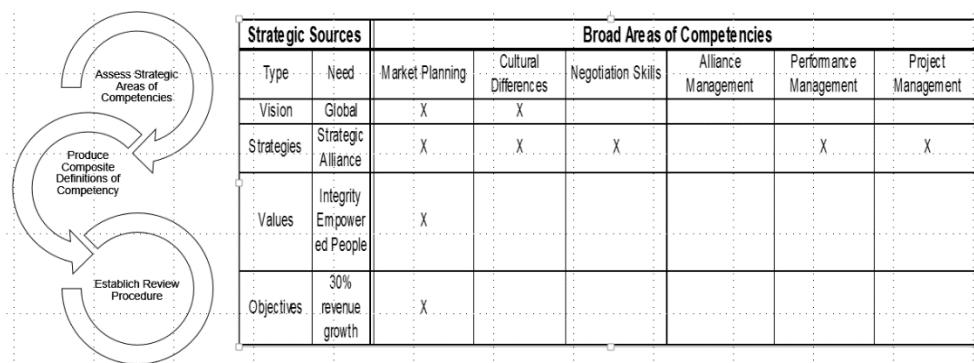 Assess Strategic
Areas of
Competencies
Produce
Composite
Definitions of
Competency
Establich Review
Procedure
Strategic Sources Broad Areas of Competencies
Type Need Market Planning Cultural Differences Negotiation Skills Alliance Management Performance Management Project Management
Vision Global X X
Strategies Strategic Alliance X X X X X
Values Integrity Empower ed People X
Objectives 30% revenue growth X